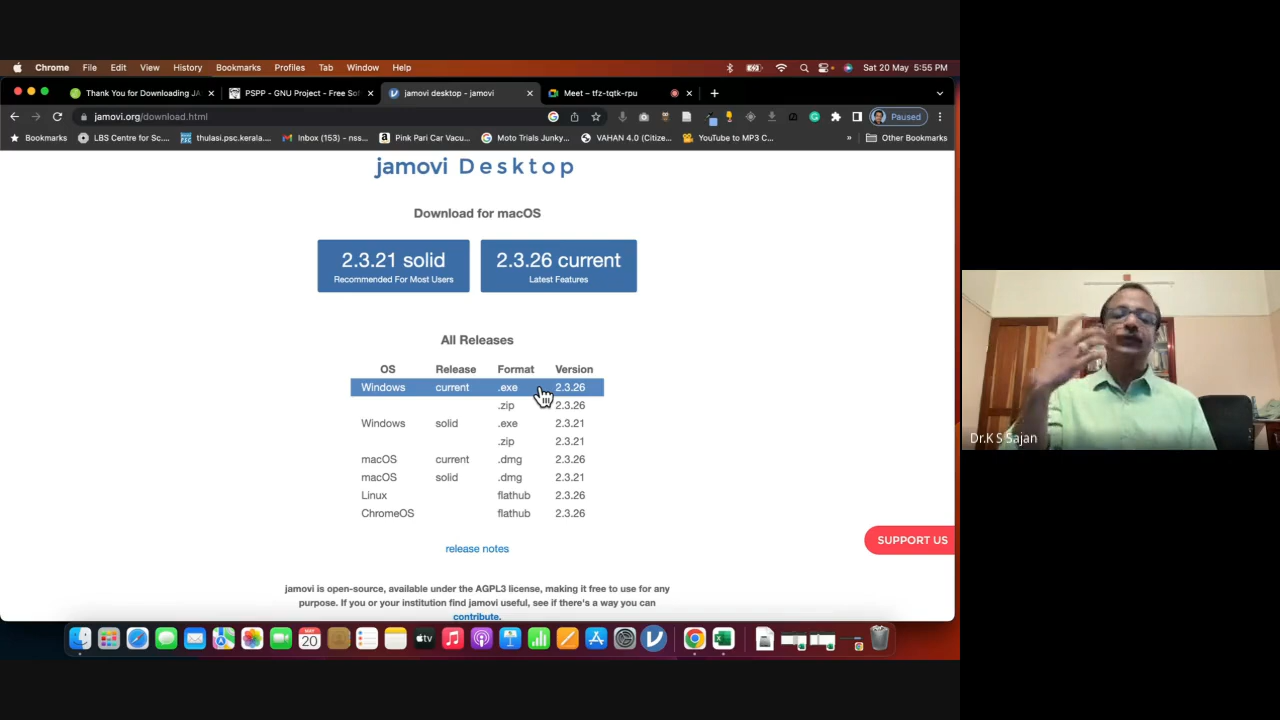 Chrome File Edit View History Bookmarks Profiles Tab Window Help Sat 20 May 5:55 PM
Thank You for Downloading JA PSPP - GNU Project - Free So jamovi desktop - jamovi Meet – tfz-tqtk-rpu
jamovi.org/download.html Paused
Bookmarks LBS Centre for Sc... thulasi.psc.kerala.... Inbox (153) - nss... Pink Pari Car Vacu... Moto Trials Junky... VAHAN 4.0 (Citize... YouTube to MP3 C... » Other Bookmarks
jamovi Desktop
Download for macOS
2.3.21 solid 2.3.26 current
Recommended For Most Users Latest Features
All Releases
OS Release Format Version
Windows current .exe 2.3.26
.zip 2.3.26
Windows solid .exe 2.3.21
.zip 2.3.21
macOS current .dmg 2.3.26
macOS solid .dmg 2.3.21
Linux flathub 2.3.26
ChromeOS flathub 2.3.26
release notes
SUPPORT US
jamovi is open-source, available under the AGPL3 license, making it free to use for any
purpose. If you or your institution find jamovi useful, see if there's a way you can
contribute.
MAY
20
tv
Dr.K S Sajan